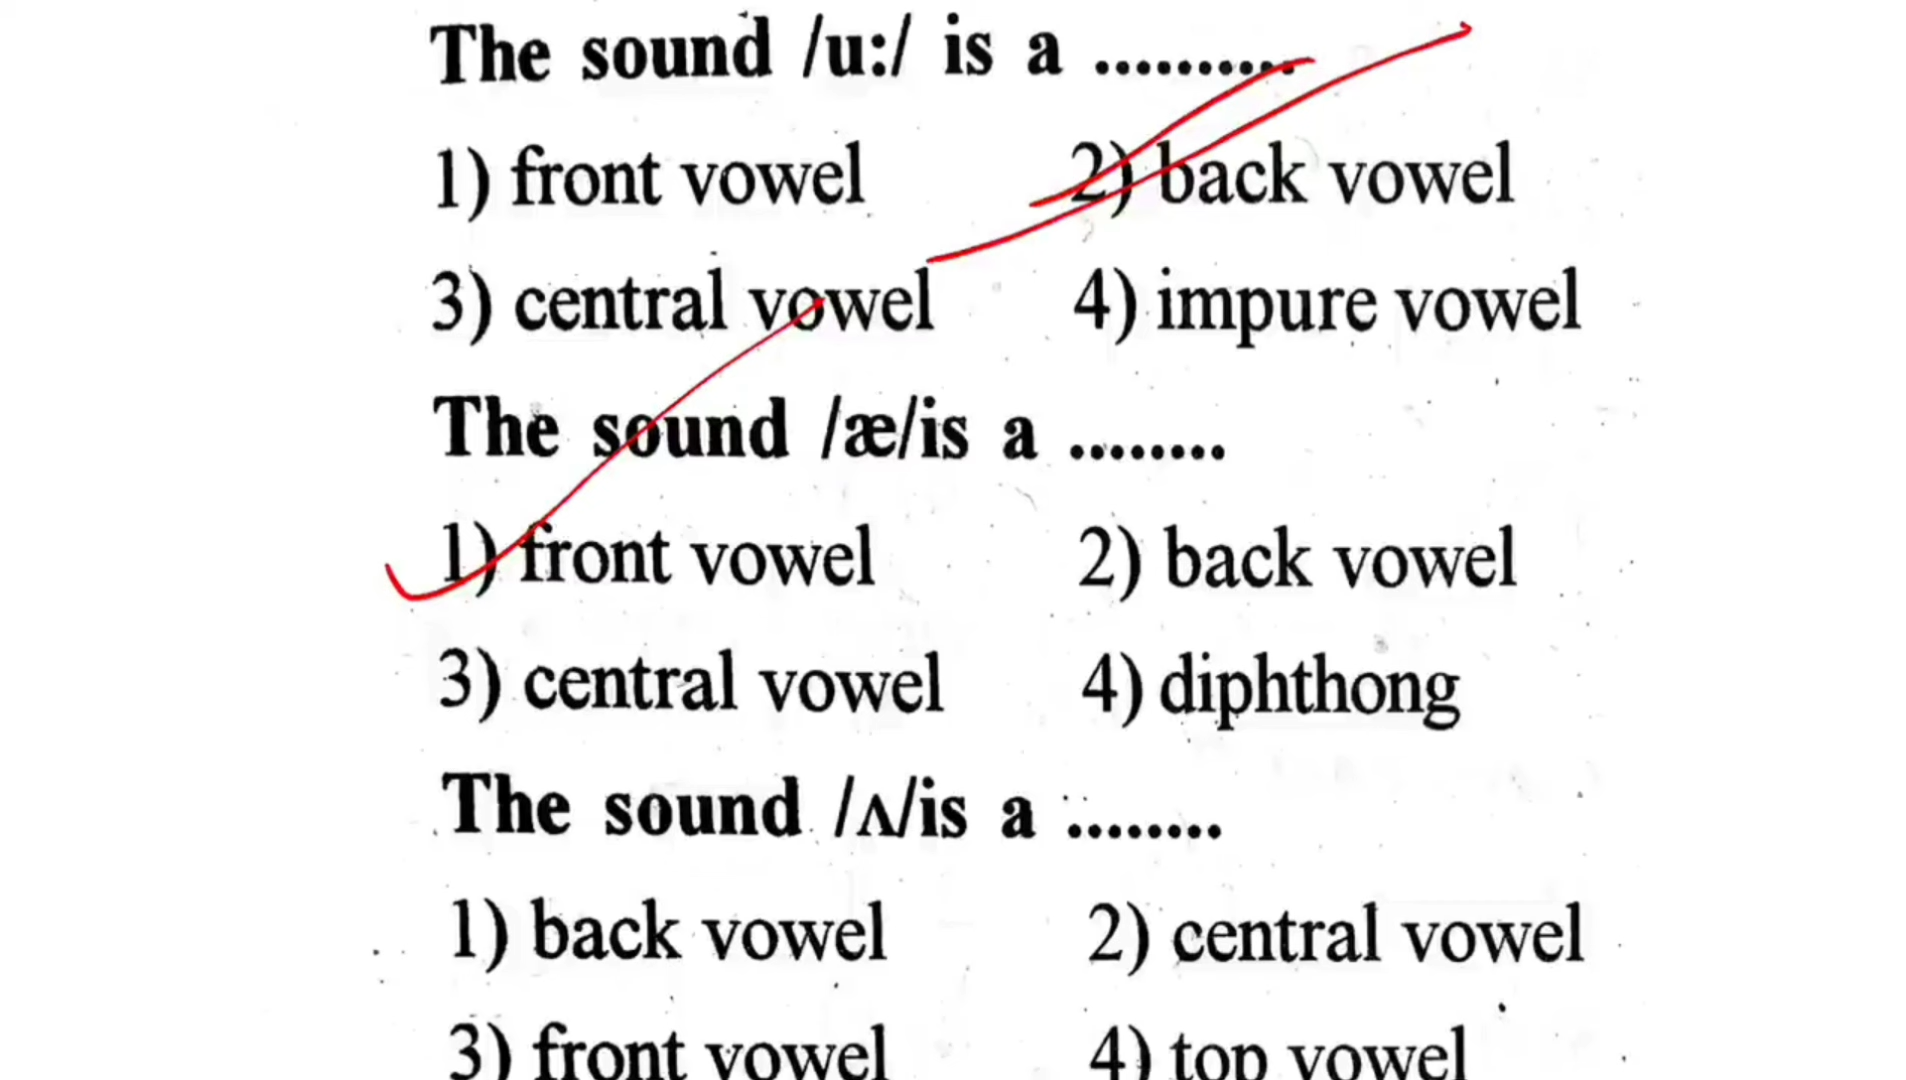 The sound /u:/ is a ..........
1) front vowel 2) back vowel
3) central vowel 4) impure vowel
The sound /æ/is a ........
1) front vowel 2) back vowel
3) central vowel 4) diphthong
The sound /ʌ/is a ........
1) back vowel 2) central vowel
3) front vowel 4) top vowel